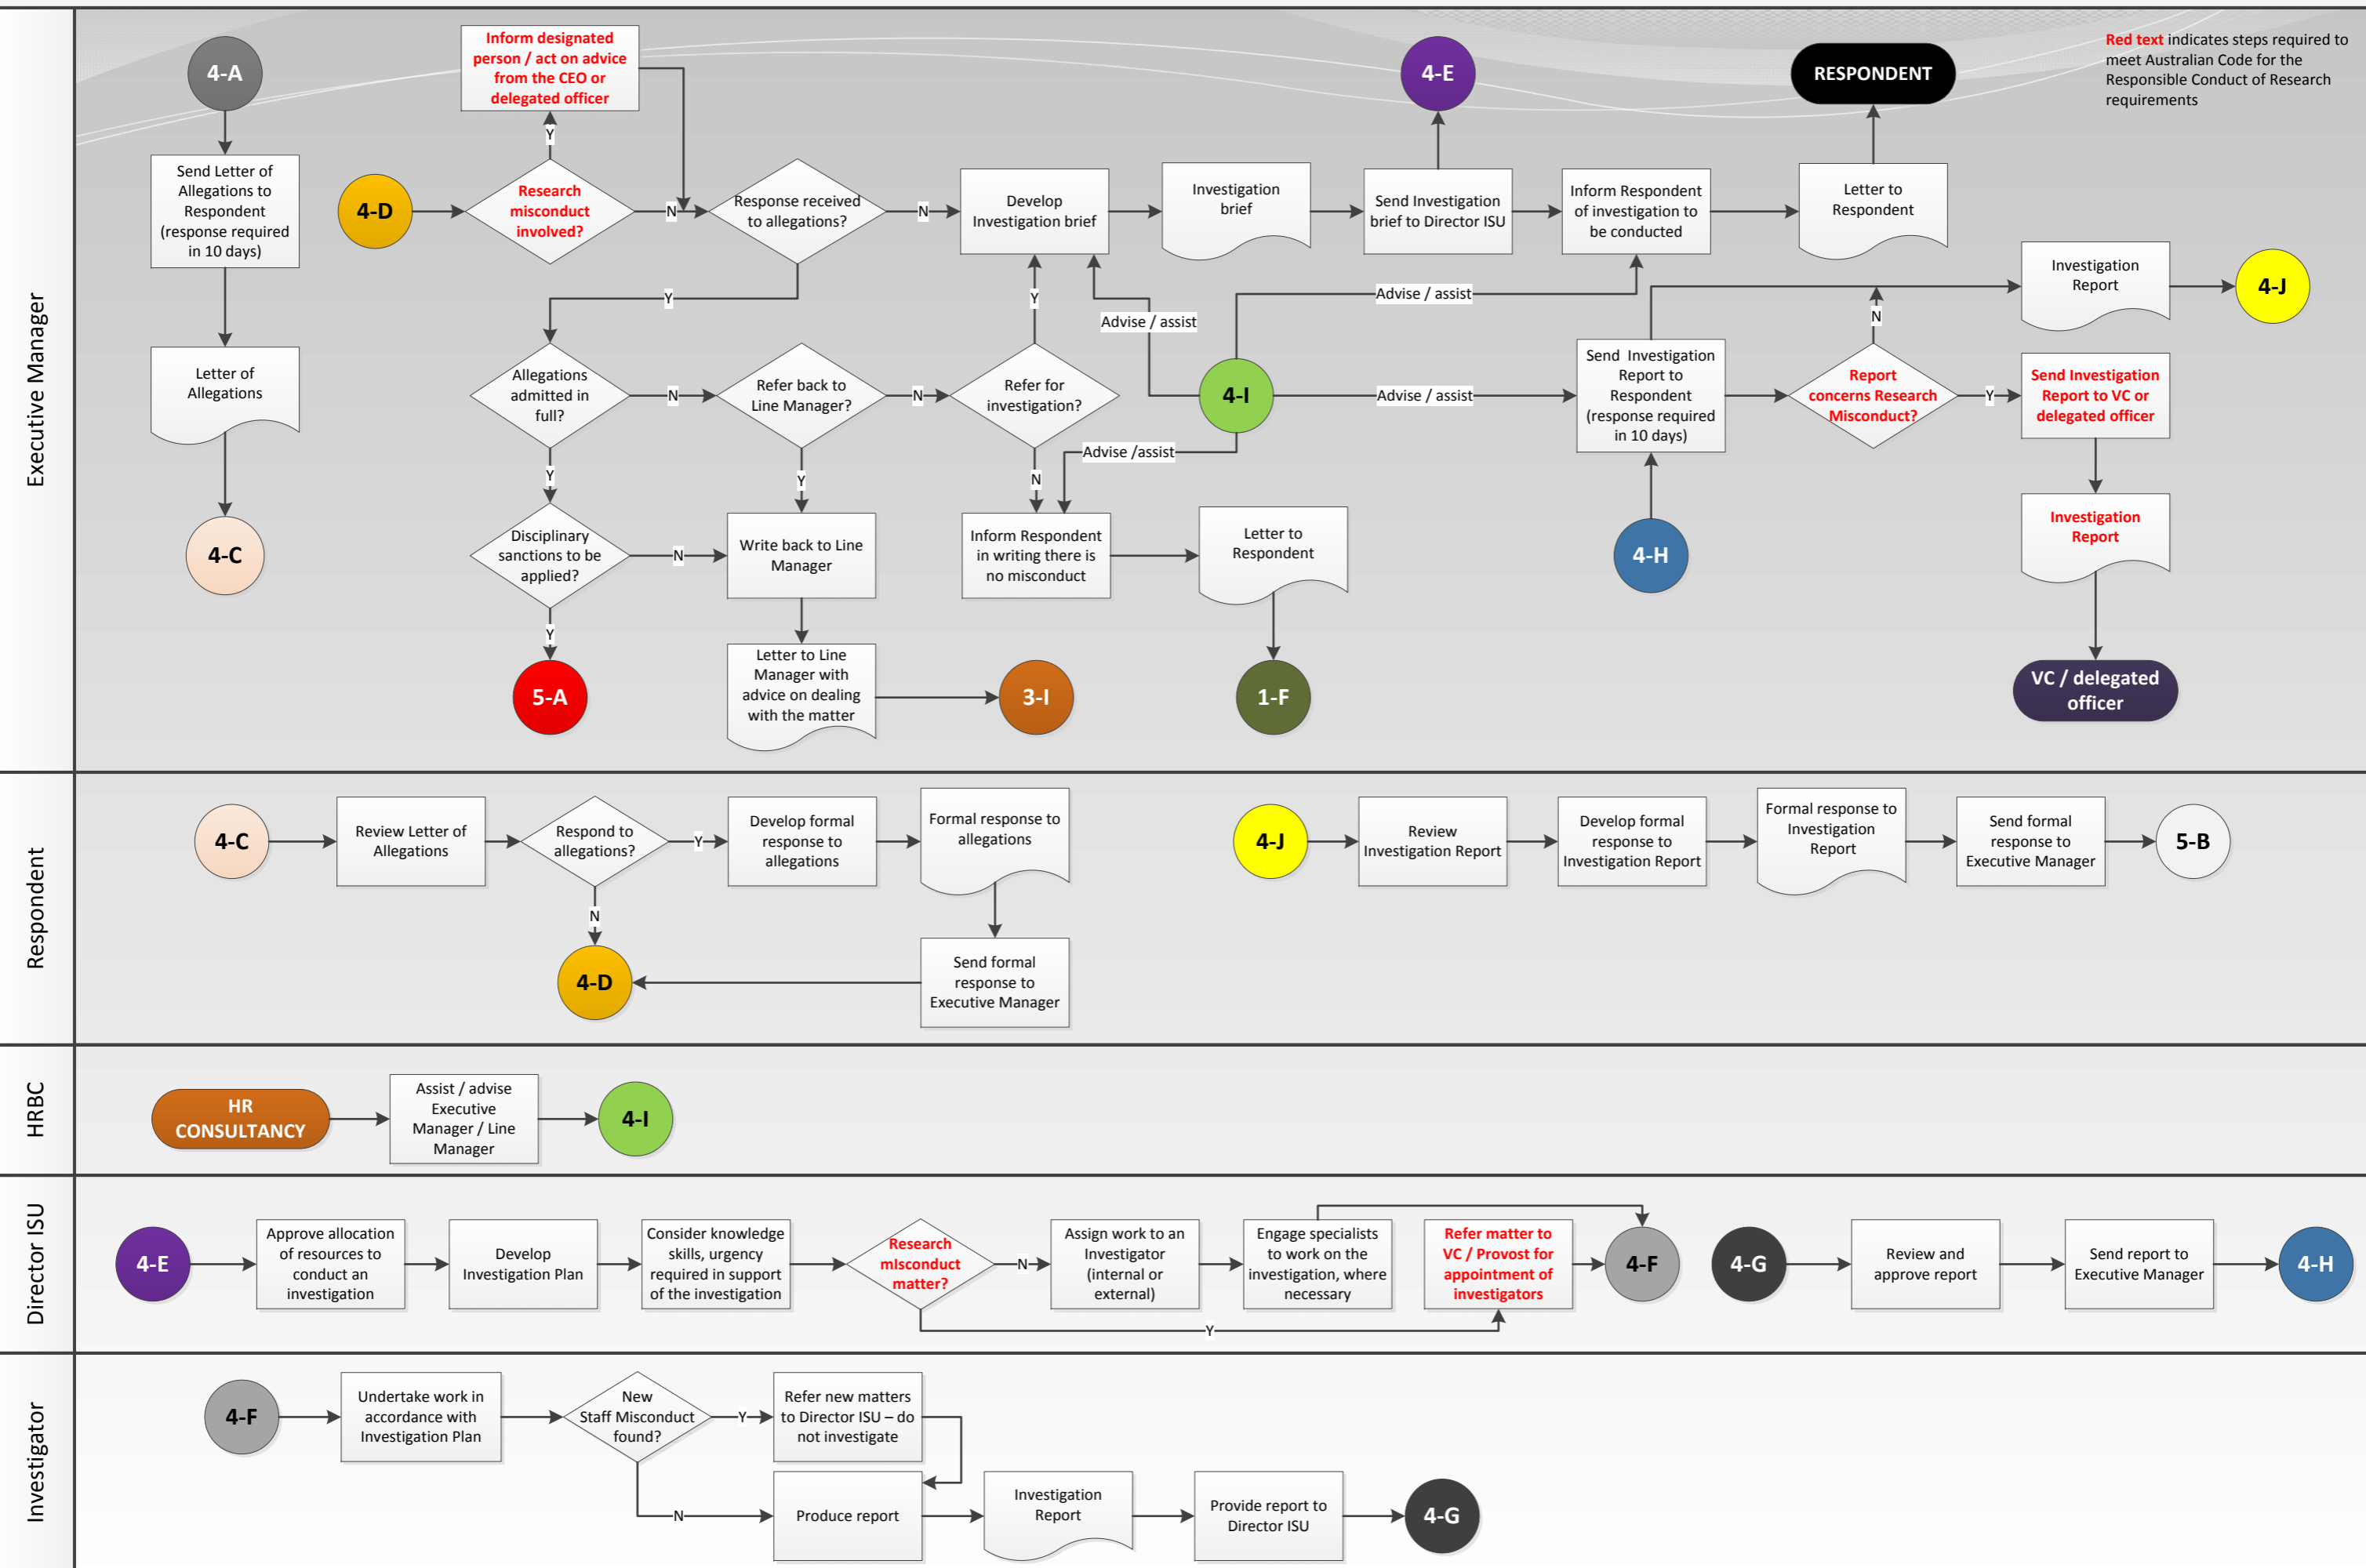 Executive Manager
4-A
Send Letter of
Allegations to
Respondent
(response required
in 10 days)
Letter of
Allegations
4-C
Inform designated
person / act on advice
from the CEO or
delegated officer
Y
4-D
Research
misconduct
involved?
N
Response received
to allegations?
N
Develop
Investigation brief
Investigation
brief
Send Investigation
brief to Director ISU
4-E
Inform Respondent
of investigation to
be conducted
Letter to
Respondent
RESPONDENT
Red text indicates steps required to
meet Australian Code for the
Responsible Conduct of Research
requirements
Y
Allegations
admitted in
full?
N
Refer back to
Line Manager?
N
Refer for
investigation?
Y
Advise / assist
Advise / assist
4-I
Advise / assist
Advise /assist
Send Investigation
Report to
Respondent
(response required
in 10 days)
Report
concerns Research
Misconduct?
N
Investigation
Report
4-J
Y
Send Investigation
Report to VC or
delegated officer
Investigation
Report
VC / delegated
officer
4-H
Y
Y
N
Disciplinary
sanctions to be
applied?
N
Write back to Line
Manager
Inform Respondent
in writing there is
no misconduct
Letter to
Respondent
Y
5-A
Letter to Line
Manager with
advice on dealing
with the matter
3-I
1-F
Respondent
4-C
Review Letter of
Allegations
Respond to
allegations?
Y
Develop formal
response to
allegations
Formal response to
allegations
N
4-D
Send formal
response to
Executive Manager
4-J
Review
Investigation Report
Develop formal
response to
Investigation Report
Formal response to
Investigation
Report
Send formal
response to
Executive Manager
5-B
HRBC
HR
CONSULTANCY
Assist / advise
Executive
Manager / Line
Manager
4-I
Director ISU
4-E
Approve allocation
of resources to
conduct an
investigation
Develop
Investigation Plan
Consider knowledge
skills, urgency
required in support
of the investigation
Research
mIsconduct
matter?
N
Assign work to an
Investigator
(internal or
external)
Engage specialists
to work on the
investigation, where
necessary
Refer matter to
VC / Provost for
appointment of
investigators
Y
4-F
4-G
Review and
approve report
Send report to
Executive Manager
4-H
Investigator
4-F
Undertake work in
accordance with
Investigation Plan
New
Staff Misconduct
found?
Y
Refer new matters
to Director ISU – do
not investigate
N
Produce report
Investigation
Report
Provide report to
Director ISU
4-G